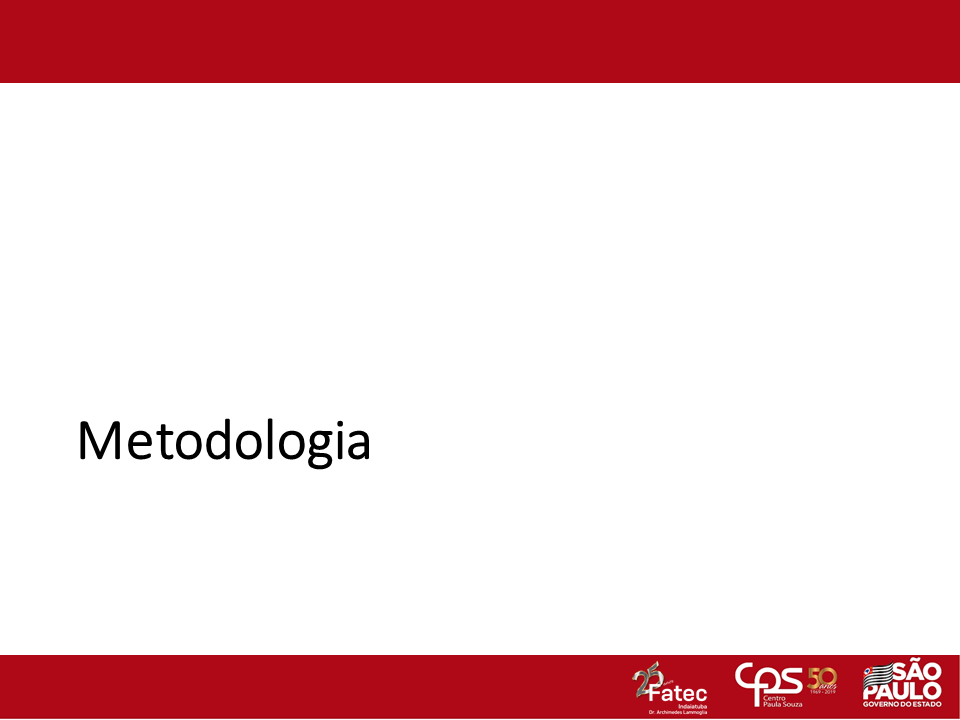 Metodologia
25
Fatec
Indaiatuba
Dr. Archimedes Lammoglia
CPS
Centro
Paula Souza
50
anos
1969 - 2019
SÃO
PAULO
GOVERNO DO ESTADO